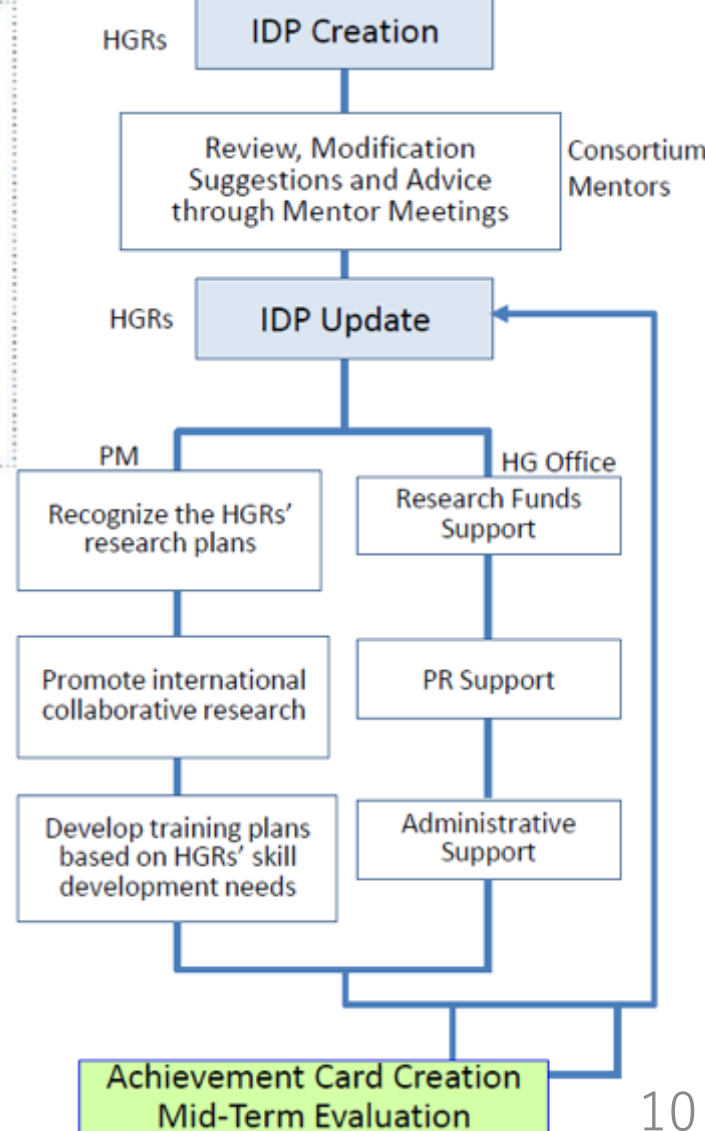 HGRs
IDP Creation
Review, Modification
Suggestions and Advice
through Mentor Meetings
Consortium
Mentors
HGRs
IDP Update
PM
Recognize the HGRs'
research plans
Promote international
collaborative research
Develop training plans
based on HGRs' skill
development needs
HG Office
Research Funds
Support
PR Support
Administrative
Support
Achievement Card Creation
Mid-Term Evaluation
10